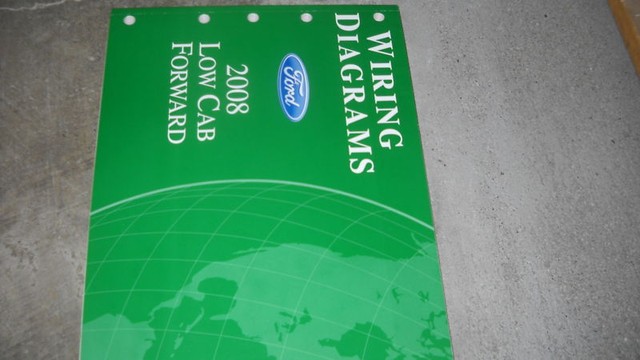 WIRING
DIAGRAMS
Ford
2008
LOW CAB
FORWARD